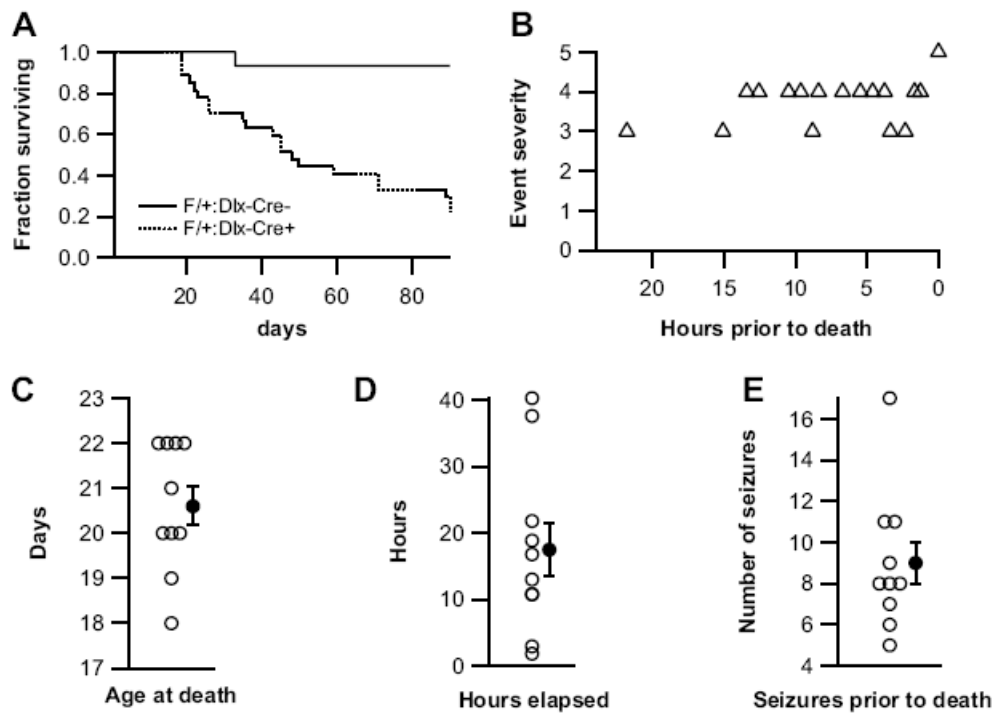 A
Fraction surviving
1.0
0.8
0.6
0.4
0.2
0.0
F/+:Dlx-Cre-
F/+:Dlx-Cre+
20 40 60 80
days
B
Event severity
5
4
3
2
1
0
20 15 10 5 0
Hours prior to death
C
Days
23
22
21
20
19
18
17
Age at death
D
Hours
40
30
20
10
0
Hours elapsed
E
Number of seizures
16
14
12
10
8
6
4
Seizures prior to death